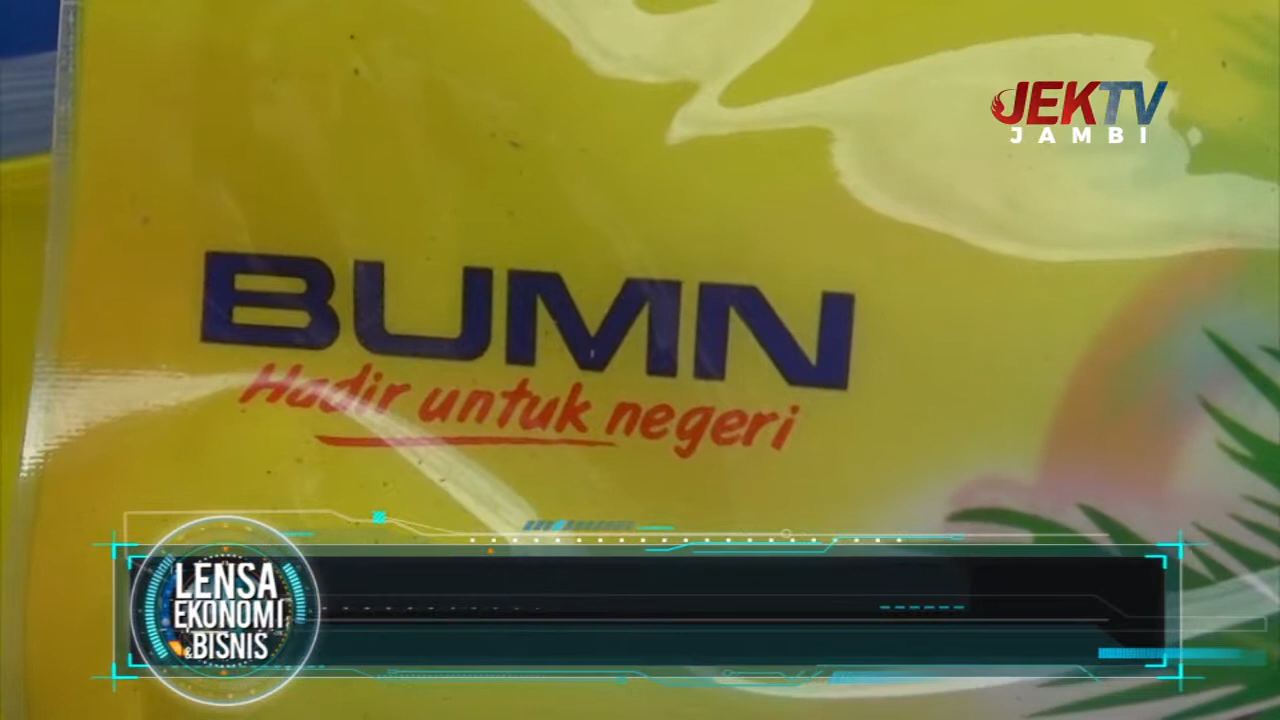 JEKTV
JAMBI
BUMN
Hadir untuk negeri
LENSA
EKONOMI
& BISNIS